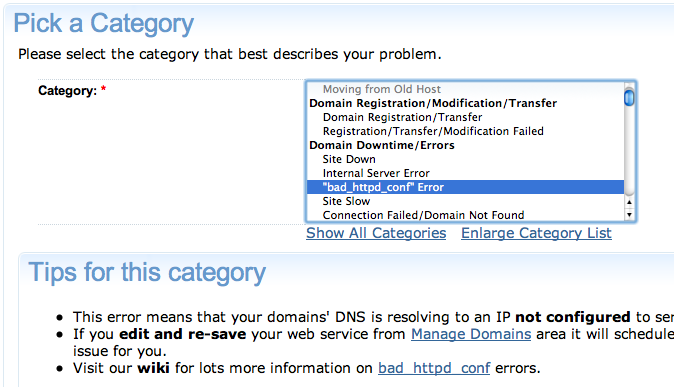 Pick a Category
Please select the category that best describes your problem.
Category: *
Moving from Old Host
Domain Registration/Modification/Transfer
Domain Registration/Transfer
Registration/Transfer/Modification Failed
Domain Downtime/Errors
Site Down
Internal Server Error
"bad_httpd_conf" Error
Site Slow
Connection Failed/Domain Not Found
Show All Categories Enlarge Category List
Tips for this category
• This error means that your domains' DNS is resolving to an IP not configured to ser
• If you edit and re-save your web service from Manage Domains area it will schedule
issue for you.
• Visit our wiki for lots more information on bad_httpd_conf errors.